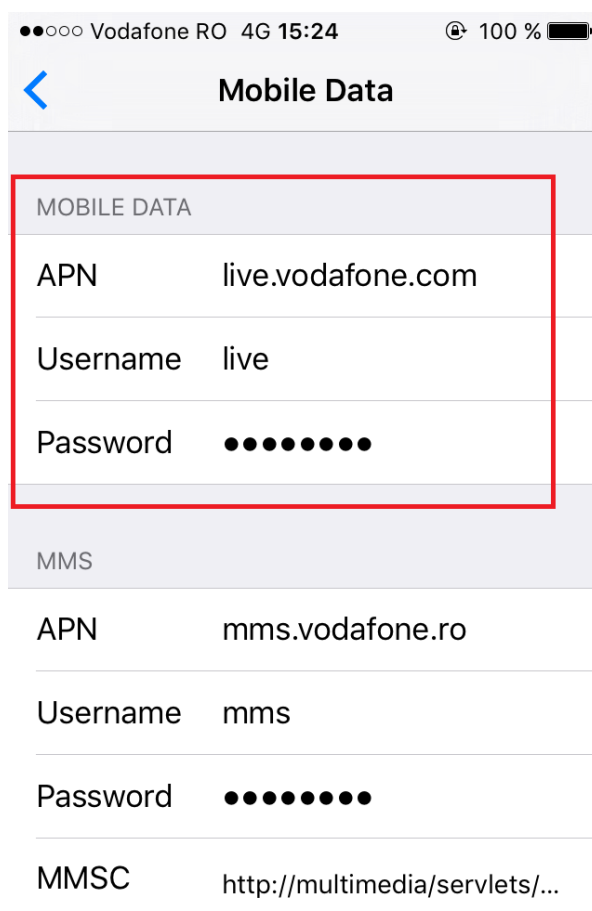 Vodafone RO 4G 15:24 100 %
Mobile Data
MOBILE DATA
APN live.vodafone.com
Username live
Password ●●●●●●●●
MMS
APN mms.vodafone.ro
Username mms
Password ●●●●●●●●
MMSC http://multimedia/servlets/...